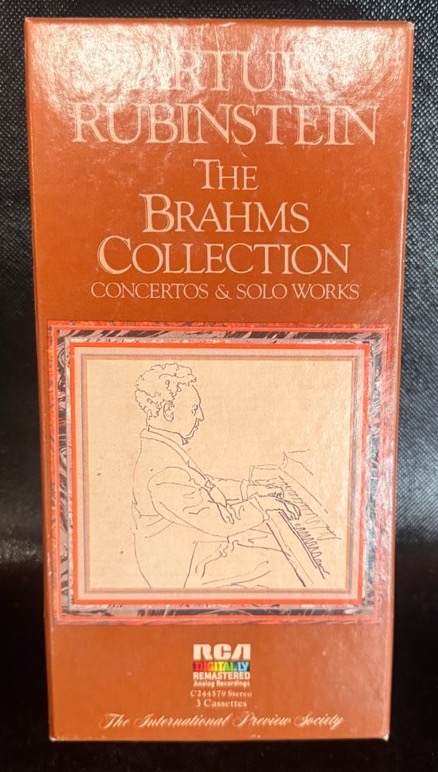 ARTUR
RUBINSTEIN
THE
BRAHMS
COLLECTION
CONCERTOS & SOLO WORKS
RCA
DIGITALLY
REMASTERED
Analog Recordings
C244579 Stereo
3 Cassettes
The International Preview Society